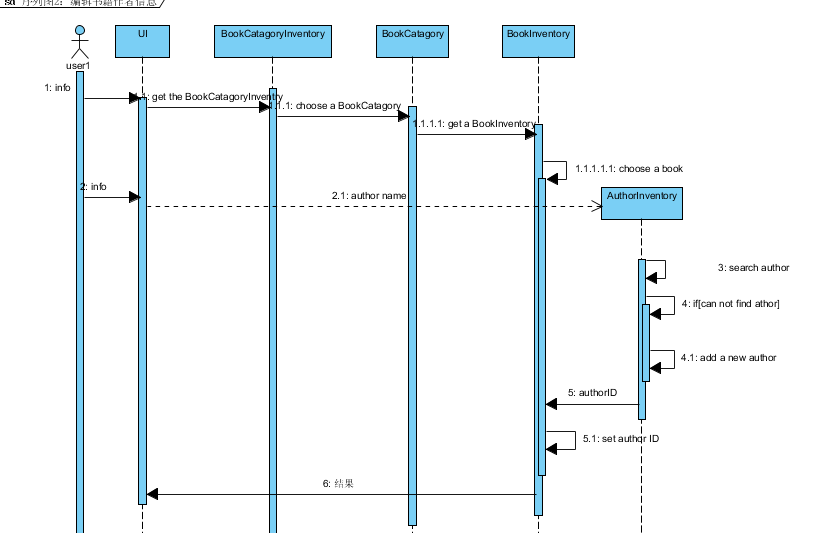 sd 序列图2：编辑书籍作者信息
UI
BookCatagoryInventory
BookCatagory
BookInventory
user1
1: info
1.1: get the BookCatagoryInventry
1.1.1: choose a BookCatagory
1.1.1.1: get a BookInventory
1.1.1.1.1: choose a book
2: info
2.1: author name
AuthorInventory
3: search author
4: if[can not find athor]
4.1: add a new author
5: authorID
5.1: set author ID
6: 结果